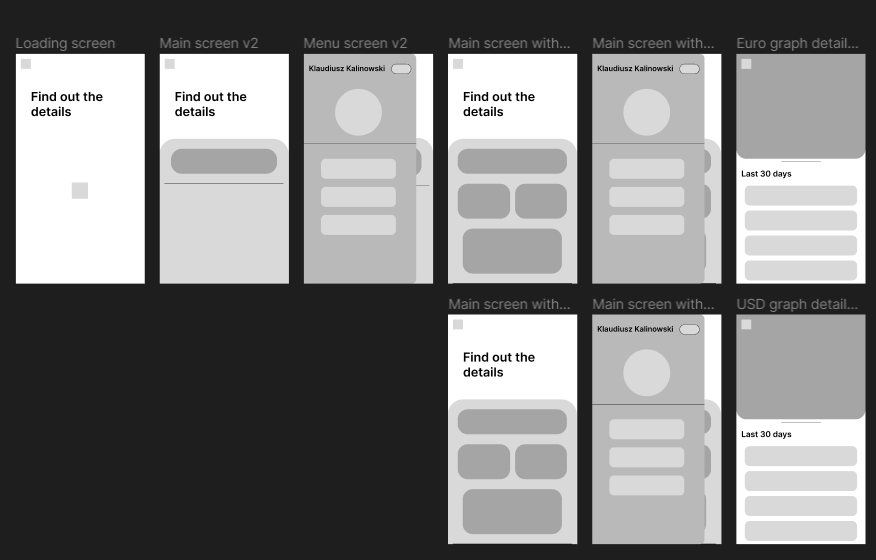 Loading screen
Main screen v2
Menu screen v2
Main screen with...
Main screen with...
Euro graph detail...
Find out the
details
Find out the
details
Klaudiusz Kalinowski
Find out the
details
Klaudiusz Kalinowski
Last 30 days
Main screen with...
Main screen with...
USD graph detail...
Find out the
details
Klaudiusz Kalinowski
Last 30 days